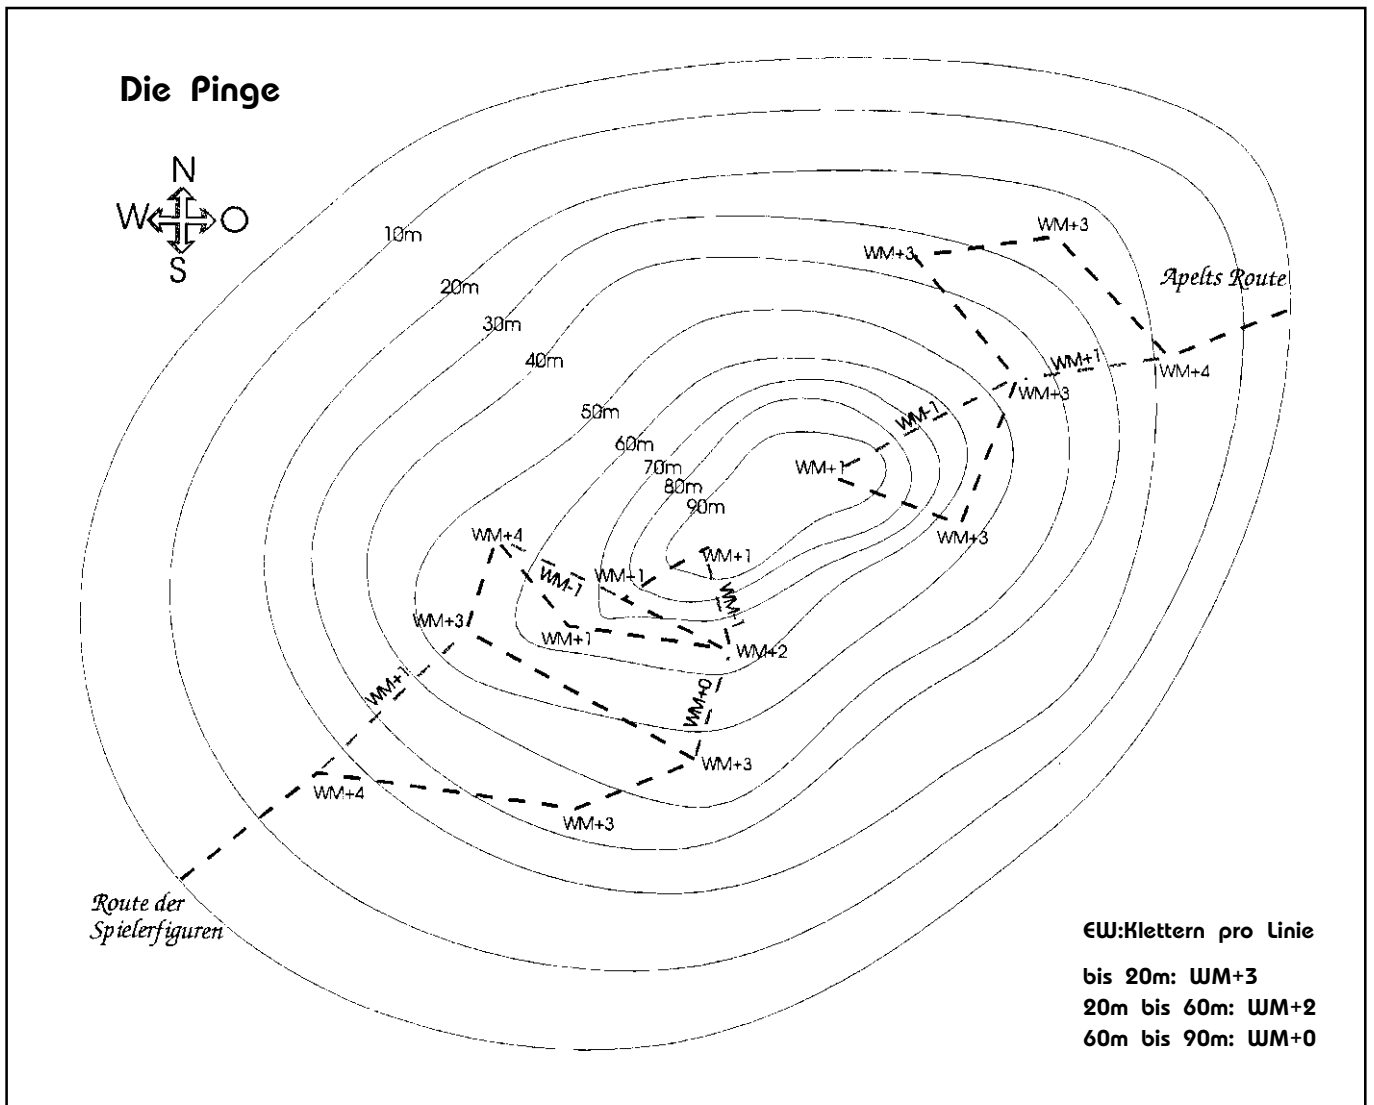 Die Pinge
N
W O
S
10m
20m
30m
40m
50m
60m
70m
80m
90m
WM+3
WM+3
Apelts Route
WM+1
WM+4
WM+3
WM-1
WM+1
WM+3
WM+4
WM-1
WM+1
WM+1
WM-1
WM+3
WM+1
WM+2
WM+1
WM+0
WM+3
WM+4
WM+3
Route der
Spielerfiguren
EW:Klettern pro Linie
bis 20m: WM+3
20m bis 60m: WM+2
60m bis 90m: WM+0